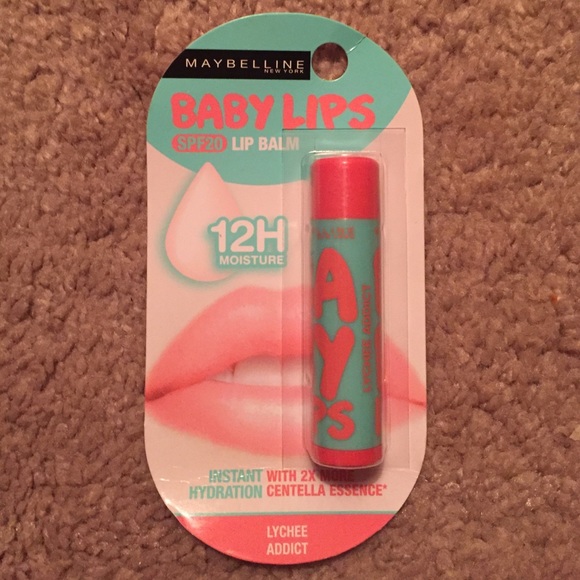 MAYBELLINE
NEW YORK
BABY LIPS
SPF20 LIP BALM
12H
MOISTURE
INSTANT WITH 2X MORE
HYDRATION CENTELLA ESSENCE*
LYCHEE
ADDICT